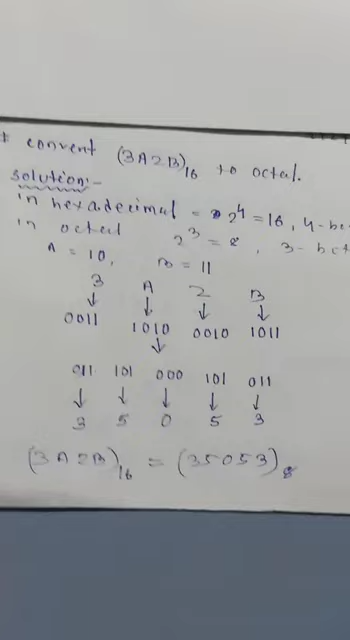 * convert (3A2B)16 to octal.
solution:-
in hexadecimal = 2^4 = 16, 4-b
in octal 2^3 = 8, 3-bet
A = 10, B = 11
3 A 2 B
↓ ↓ ↓ ↓
0011 1010 0010 1011
↓
011 101 000 101 011
↓ ↓ ↓ ↓ ↓
3 5 0 5 3
(3A2B)16 = (35053)8